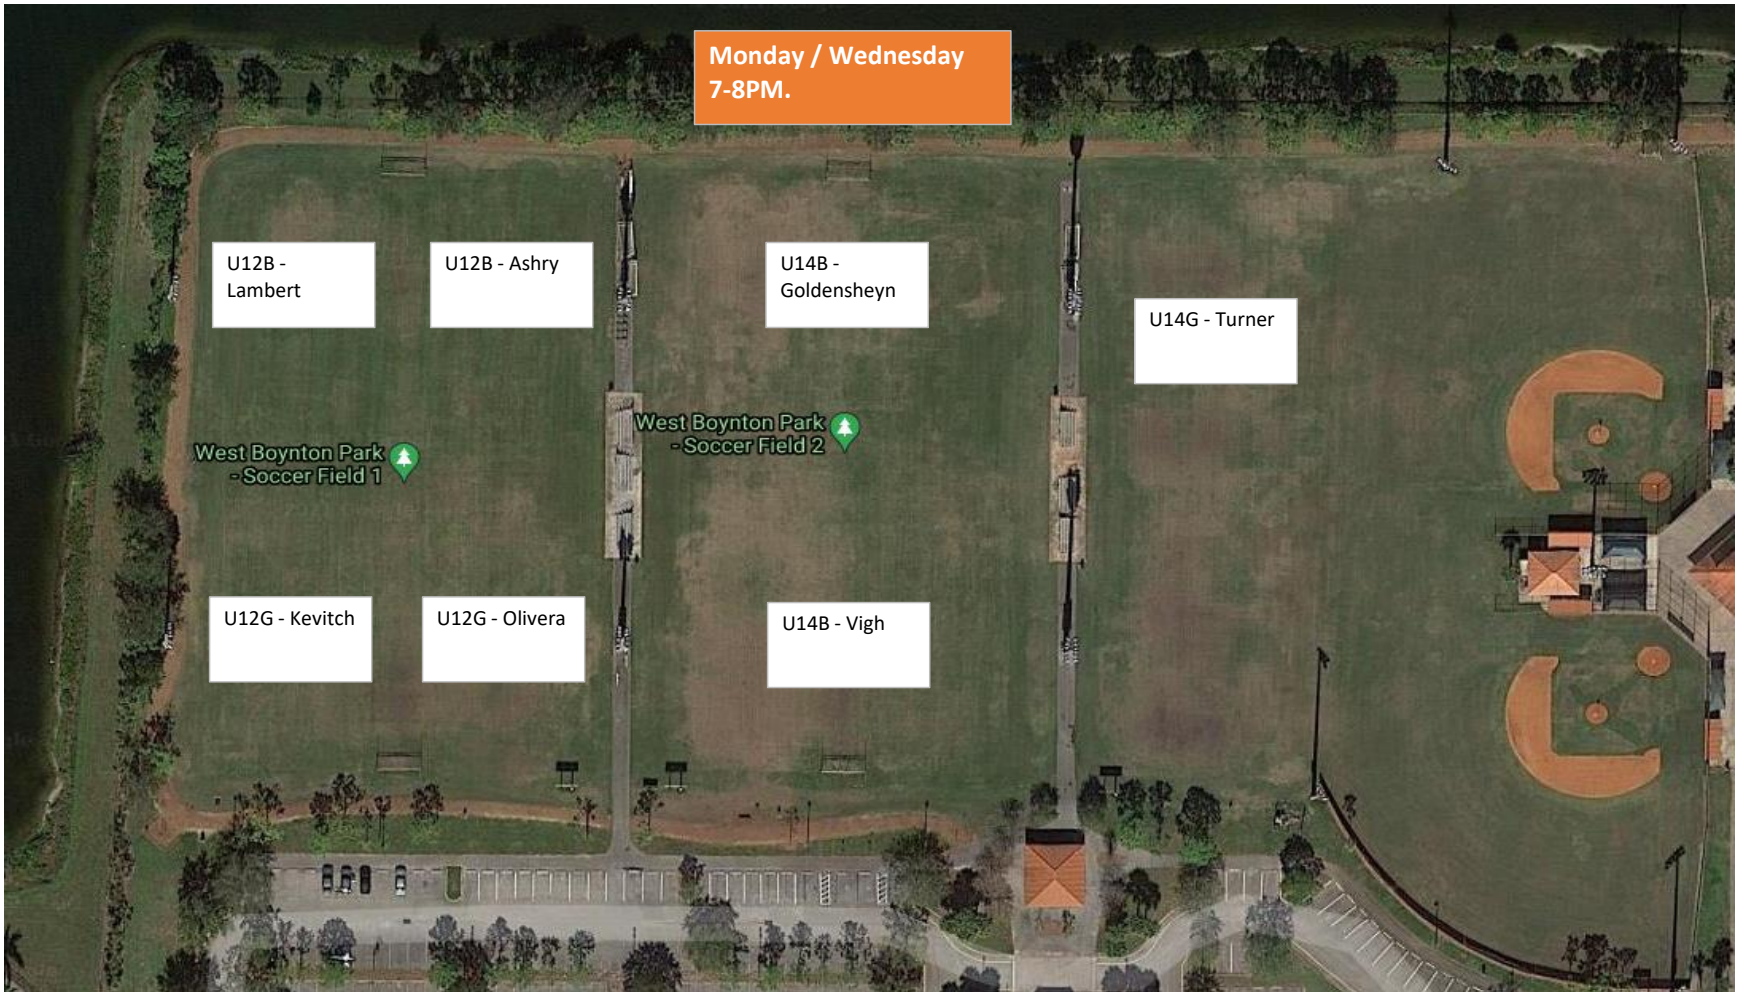 Monday / Wednesday
7-8PM.
U12B -
Lambert
U12B - Ashry
U14B -
Goldensheyn
U14G - Turner
West Boynton Park
- Soccer Field 1
West Boynton Park
- Soccer Field 2
U12G - Kevitch
U12G - Olivera
U14B - Vigh